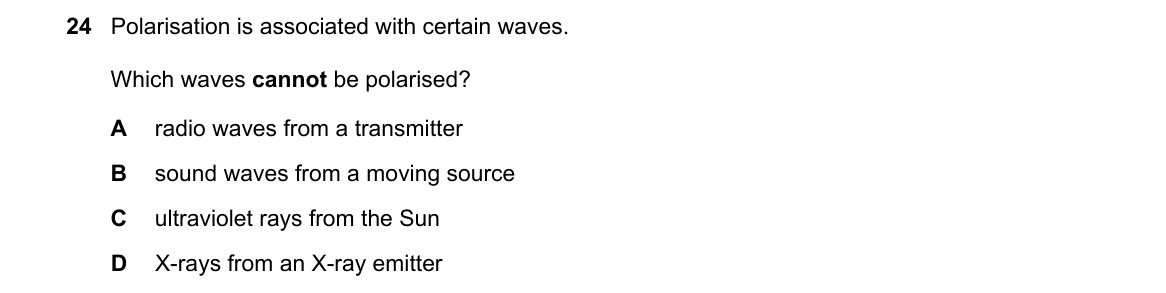 24 Polarisation is associated with certain waves.
Which waves cannot be polarised?
A radio waves from a transmitter
B sound waves from a moving source
C ultraviolet rays from the Sun
D X-rays from an X-ray emitter